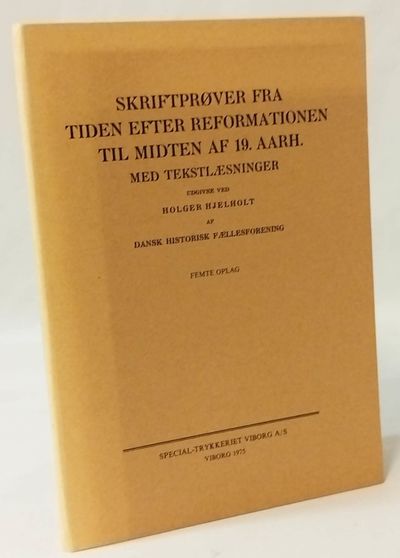 SKRIFTPRØVER FRA
TIDEN EFTER REFORMATIONEN
TIL MIDTEN AF 19. AARH.
MED TEKSTLÆSNINGER
UDGIVNE VED
HOLGER HJELHOLT
AF
DANSK HISTORISK FÆLLESFORENING
FEMTE OPLAG
SPECIAL-TRYKKERIET VIBORG A/S
VIBORG 1975